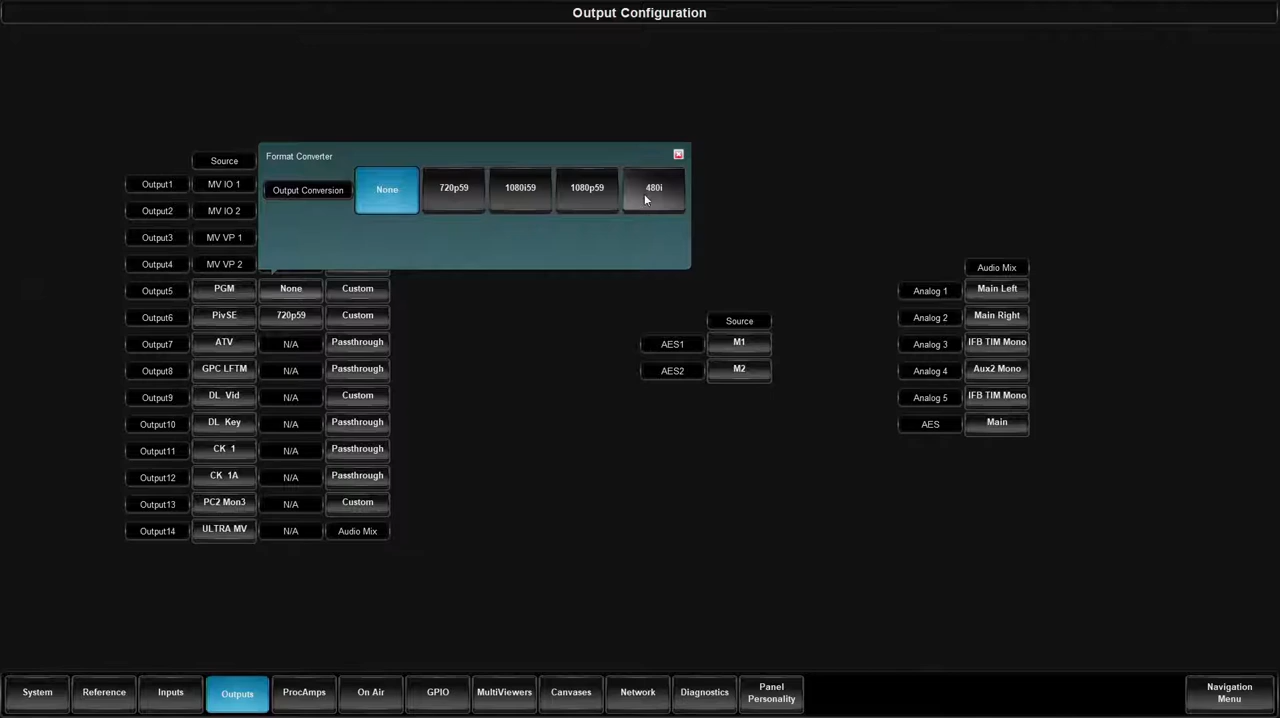 Output Configuration
Format Converter
Output Conversion None 720p59 1080i59 1080p59 480i
Source
Output1 MV IO 1
Output2 MV IO 2
Output3 MV VP 1
Output4 MV VP 2
Output5 PGM None Custom
Output6 PivSE 720p59 Custom
Output7 ATV N/A Passthrough
Output8 GPC LFTM N/A Passthrough
Output9 DL Vid N/A Custom
Output10 DL Key N/A Passthrough
Output11 CK 1 N/A Passthrough
Output12 CK 1A N/A Passthrough
Output13 PC2 Mon3 N/A Custom
Output14 ULTRA MV N/A Audio Mix
Source
AES1 M1
AES2 M2
Audio Mix
Analog 1 Main Left
Analog 2 Main Right
Analog 3 IFB TIM Mono
Analog 4 Aux2 Mono
Analog 5 IFB TIM Mono
AES Main
System Reference Inputs Outputs ProcAmps On Air GPIO MultiViewers Canvases Network Diagnostics Panel Personality Navigation Menu